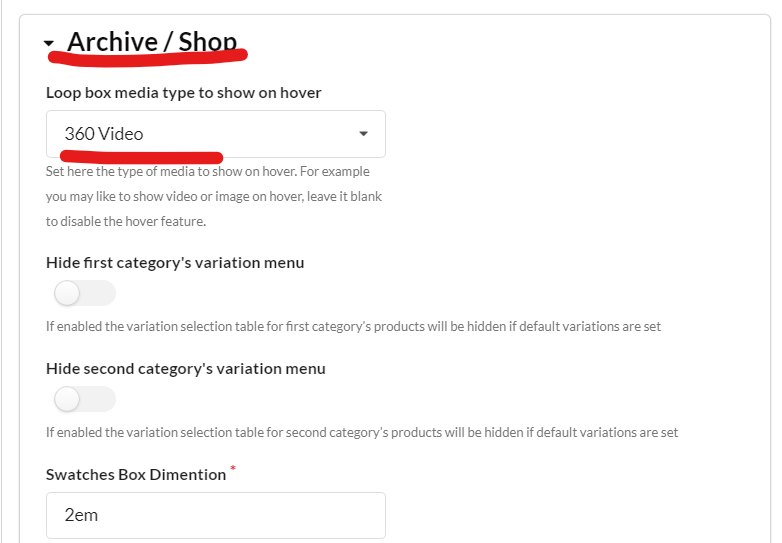 Archive / Shop
Loop box media type to show on hover
360 Video
Set here the type of media to show on hover. For example
you may like to show video or image on hover, leave it blank
to disable the hover feature.
Hide first category's variation menu
If enabled the variation selection table for first category's products will be hidden if default variations are set
Hide second category's variation menu
If enabled the variation selection table for second category's products will be hidden if default variations are set
Swatches Box Dimention *
2em